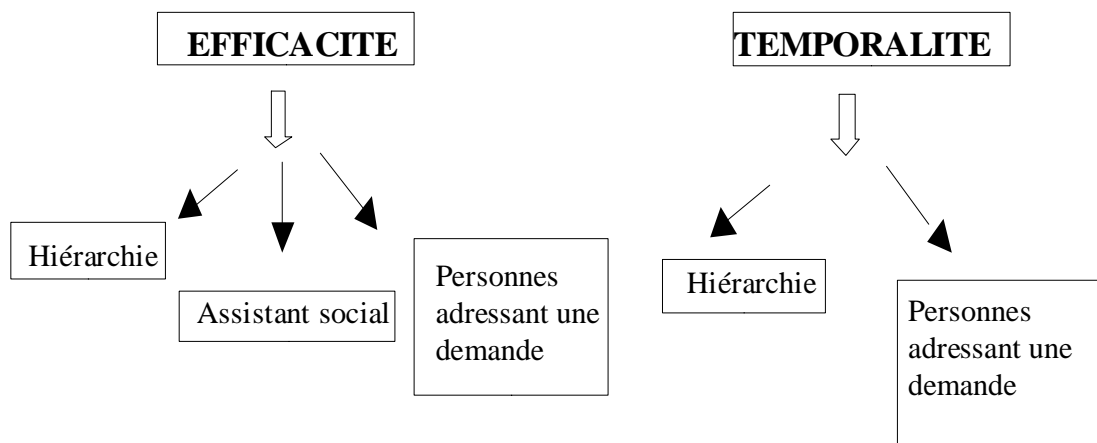 EFFICACITE
TEMPORALITE
Hiérarchie
Assistant social
Personnes
adressant une
demande
Hiérarchie
Personnes
adressant une
demande